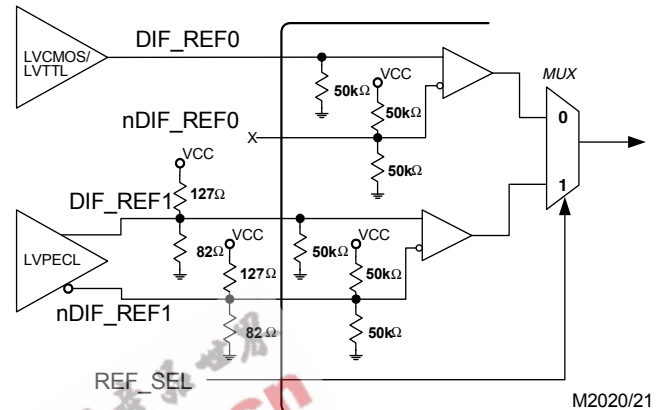 LVCMOS/
LVTTL
DIF_REF0
VCC
50kΩ
50kΩ
MUX
nDIF_REF0
X
0
50kΩ
VCC
127Ω
DIF_REF1
1
LVPECL
82Ω
VCC
50kΩ
VCC
127Ω
50kΩ
nDIF_REF1
82Ω
50kΩ
REF_SEL
M2020/21